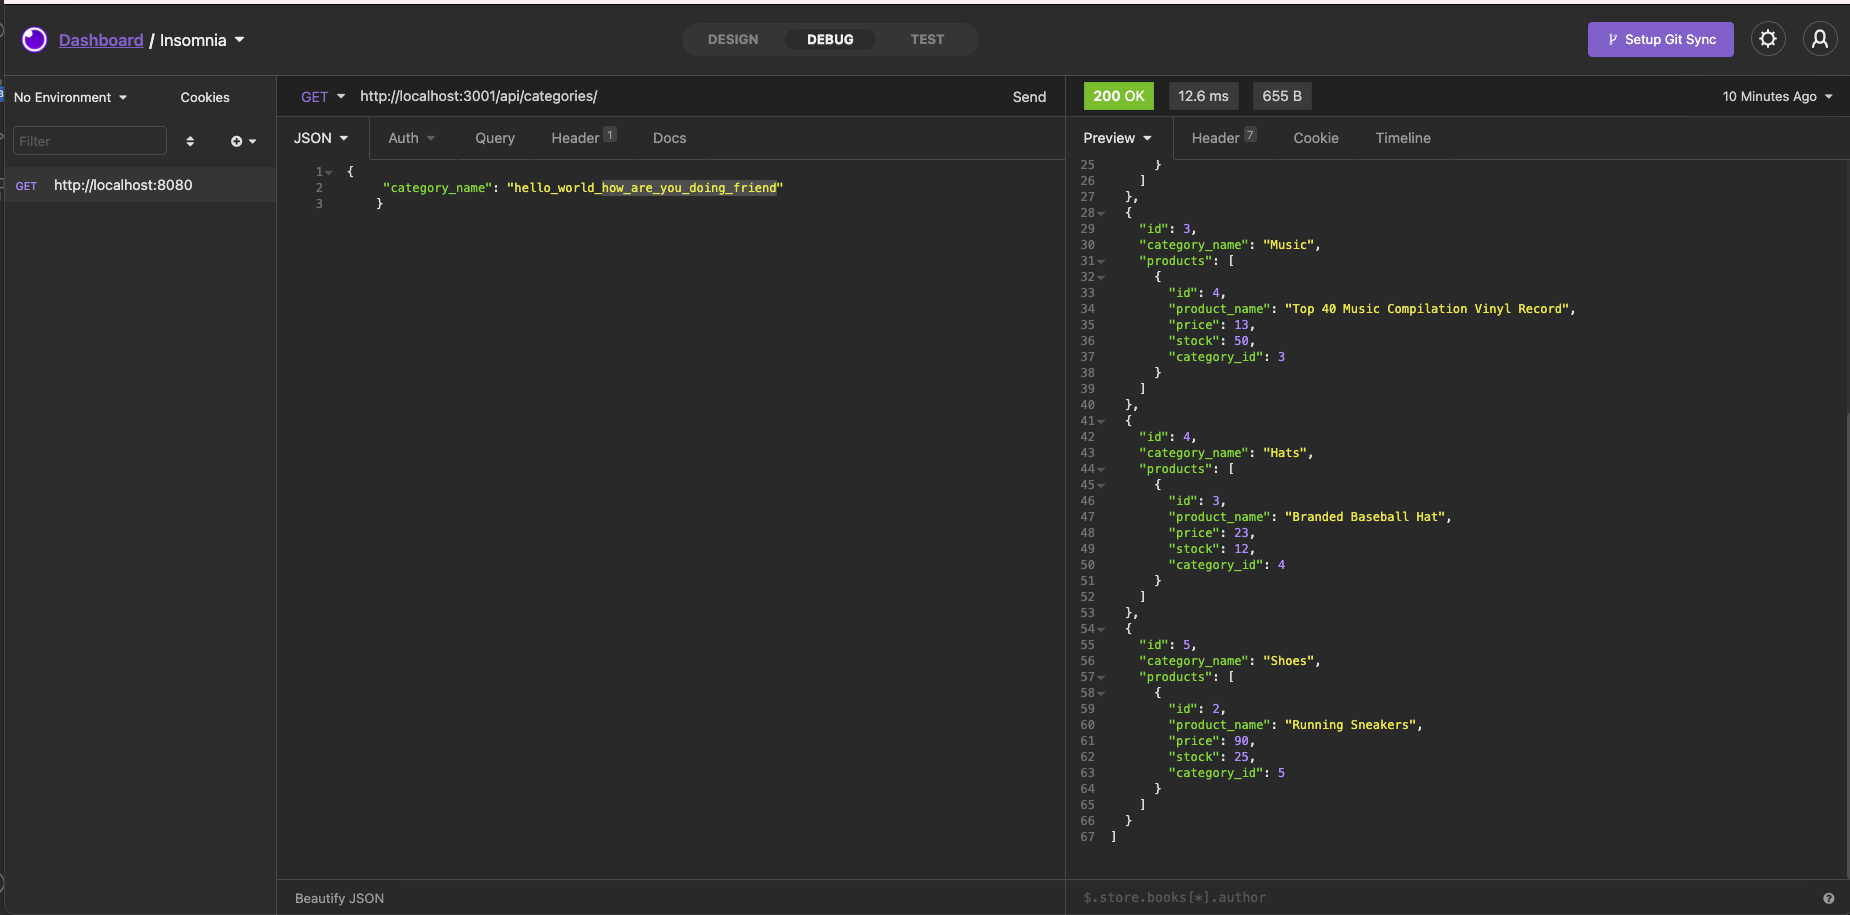 Dashboard / Insomnia
DESIGN DEBUG TEST
Setup Git Sync
No Environment Cookies
Filter
GET http://localhost:8080
GET http://localhost:3001/api/categories/ Send
JSON Auth Query Header 1 Docs
1 {
2 "category_name": "hello_world_how_are_you_doing_friend"
3 }
Beautify JSON
200 OK 12.6 ms 655 B 10 Minutes Ago
Preview Header 7 Cookie Timeline
25 }
26 ]
27 },
28 {
29 "id": 3,
30 "category_name": "Music",
31 "products": [
32 {
33 "id": 4,
34 "product_name": "Top 40 Music Compilation Vinyl Record",
35 "price": 13,
36 "stock": 50,
37 "category_id": 3
38 }
39 ]
40 },
41 {
42 "id": 4,
43 "category_name": "Hats",
44 "products": [
45 {
46 "id": 3,
47 "product_name": "Branded Baseball Hat",
48 "price": 23,
49 "stock": 12,
50 "category_id": 4
51 }
52 ]
53 },
54 {
55 "id": 5,
56 "category_name": "Shoes",
57 "products": [
58 {
59 "id": 2,
60 "product_name": "Running Sneakers",
61 "price": 90,
62 "stock": 25,
63 "category_id": 5
64 }
65 ]
66 }
67 ]
$.store.books[*].author